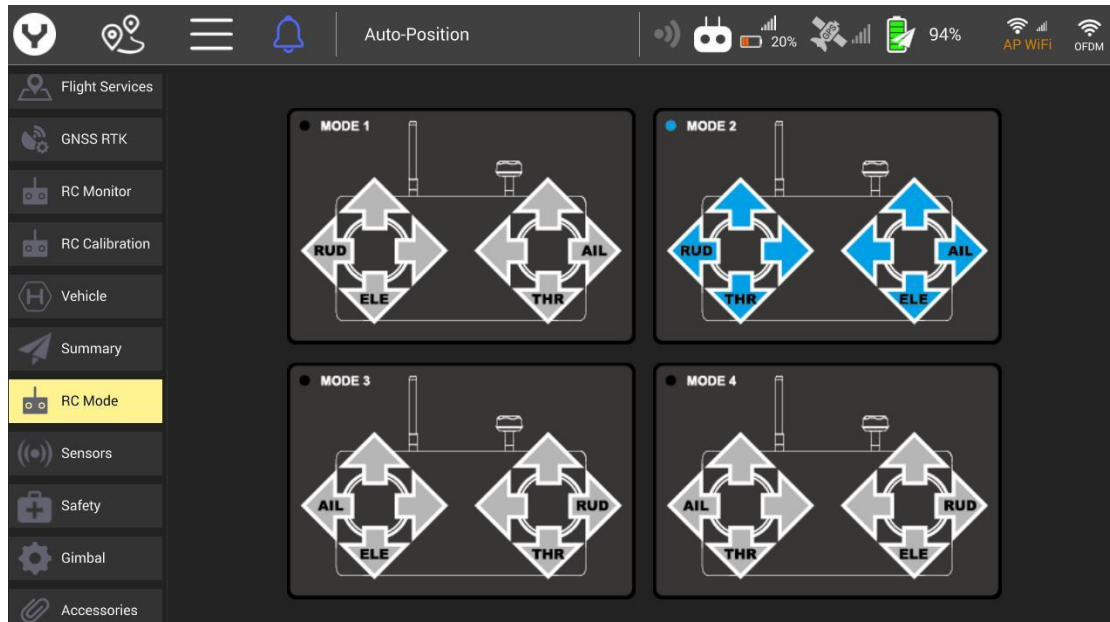 Auto-Position
20%
94%
AP WiFi
OFDM
Flight Services
GNSS RTK
RC Monitor
RC Calibration
Vehicle
Summary
RC Mode
Sensors
Safety
Gimbal
Accessories
MODE 1
RUD
AIL
ELE
THR
MODE 2
RUD
AIL
THR
ELE
MODE 3
AIL
RUD
ELE
THR
MODE 4
AIL
RUD
THR
ELE